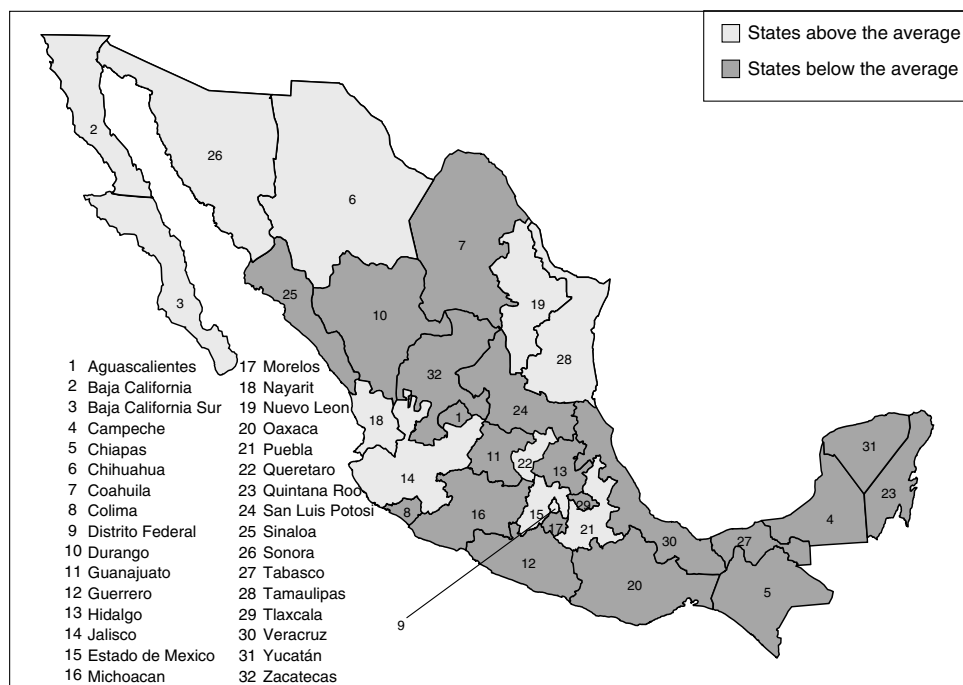 States above the average
States below the average
2
26
6
7
3
25
10
19
28
32
18
1
24
14
11
22
13
31
23
8
16
15
29
17
21
30
27
4
12
20
5
9
1 Aguascalientes
2 Baja California
3 Baja California Sur
4 Campeche
5 Chiapas
6 Chihuahua
7 Coahuila
8 Colima
9 Distrito Federal
10 Durango
11 Guanajuato
12 Guerrero
13 Hidalgo
14 Jalisco
15 Estado de Mexico
16 Michoacan
17 Morelos
18 Nayarit
19 Nuevo Leon
20 Oaxaca
21 Puebla
22 Queretaro
23 Quintana Roo
24 San Luis Potosi
25 Sinaloa
26 Sonora
27 Tabasco
28 Tamaulipas
29 Tlaxcala
30 Veracruz
31 Yucatán
32 Zacatecas